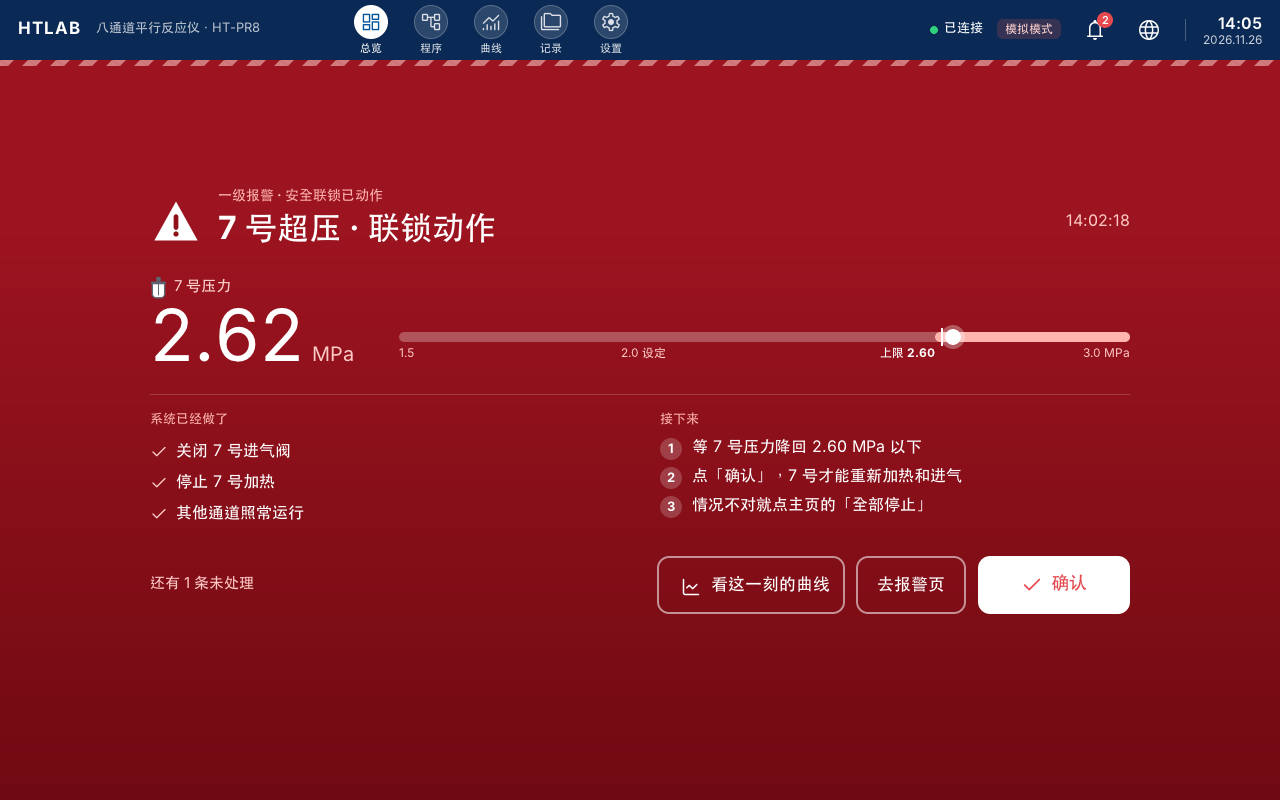 HTLAB 八通道平行反应仪 · HT-PR8
总览 程序 曲线 记录 设置
已连接 模拟模式 2 14:05
2026.11.26
一级报警 · 安全联锁已动作
7 号超压 · 联锁动作
14:02:18
7 号压力
2.62 MPa
1.5 2.0 设定 上限 2.60 3.0 MPa
系统已经做了
关闭 7 号进气阀
停止 7 号加热
其他通道照常运行
接下来
1 等 7 号压力降回 2.60 MPa 以下
2 点「确认」，7 号才能重新加热和进气
3 情况不对就点主页的「全部停止」
还有 1 条未处理
看这一刻的曲线 去报警页 确认